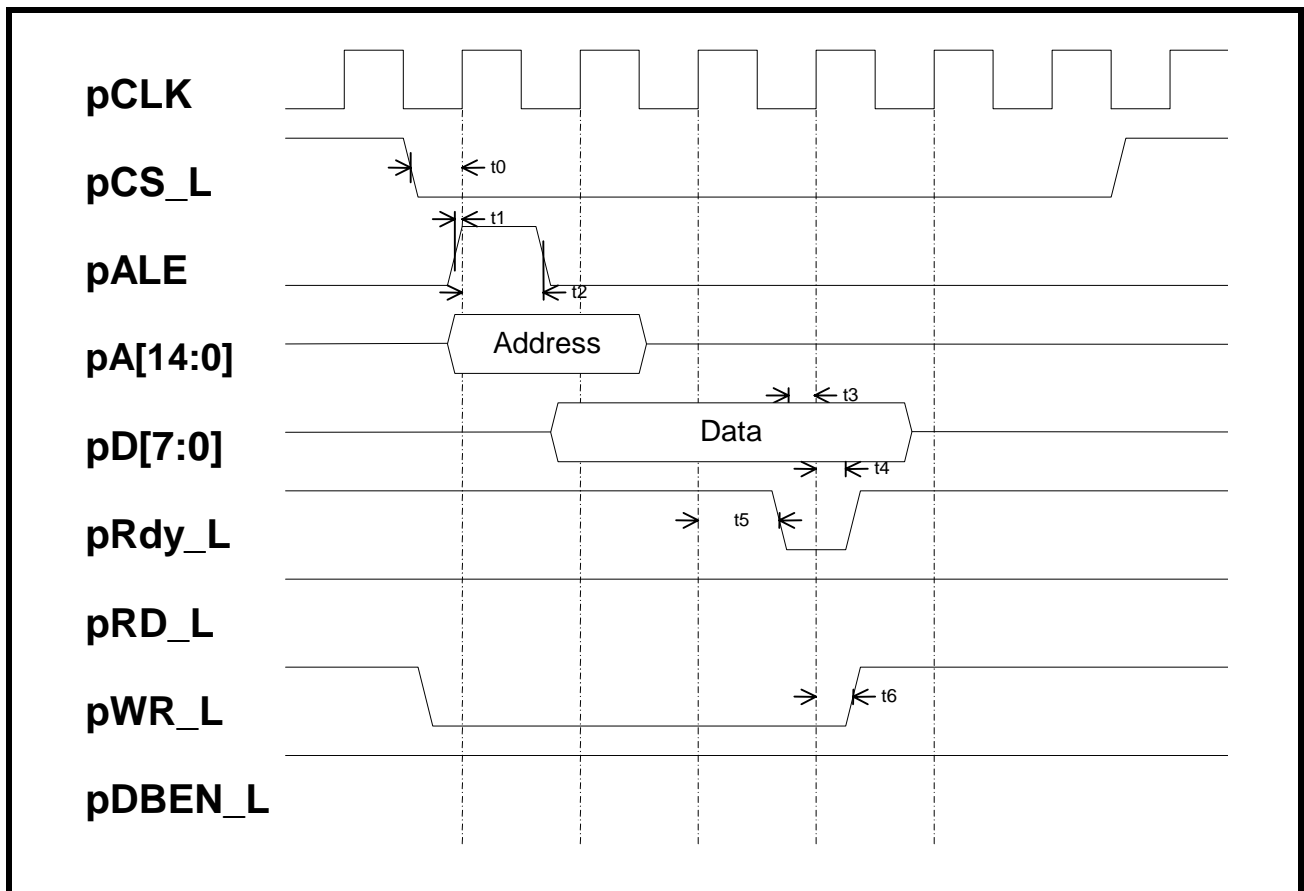 pCLK
pCS_L
t0
t1
pALE
t2
pA[14:0]
Address
t3
pD[7:0]
Data
t4
pRdy_L
t5
pRD_L
pWR_L
t6
pDBEN_L